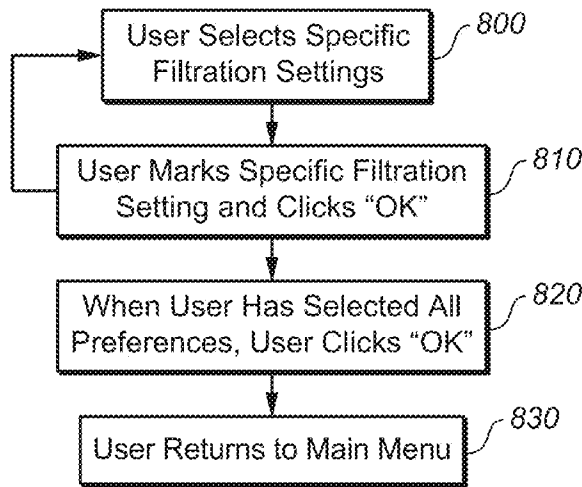 User Selects Specific
Filtration Settings
800
User Marks Specific Filtration
Setting and Clicks “OK”
810
When User Has Selected All
Preferences, User Clicks “OK”
820
User Returns to Main Menu
830